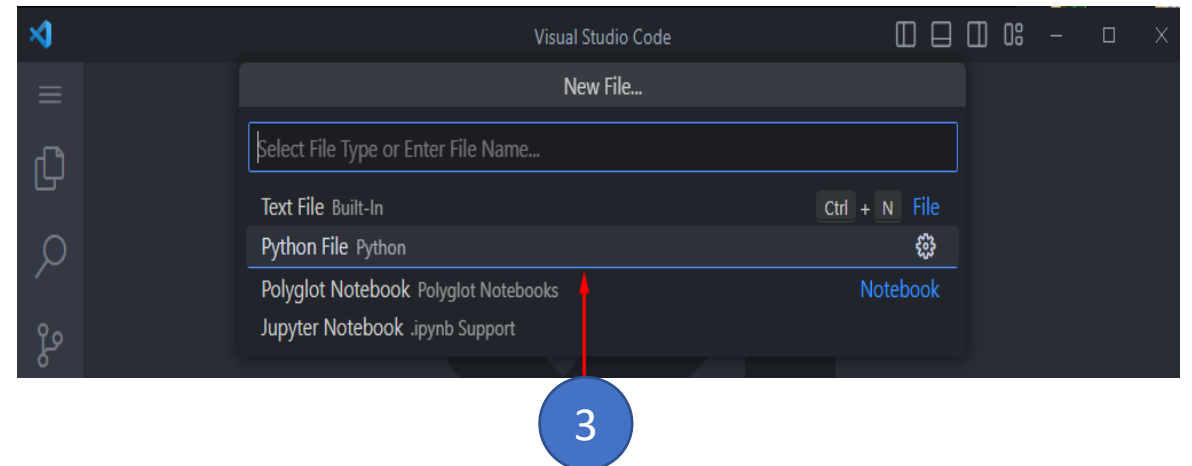 Visual Studio Code
New File...
Select File Type or Enter File Name...
Text File Built-In Ctrl + N File
Python File Python
Polyglot Notebook Polyglot Notebooks Notebook
Jupyter Notebook .ipynb Support
3